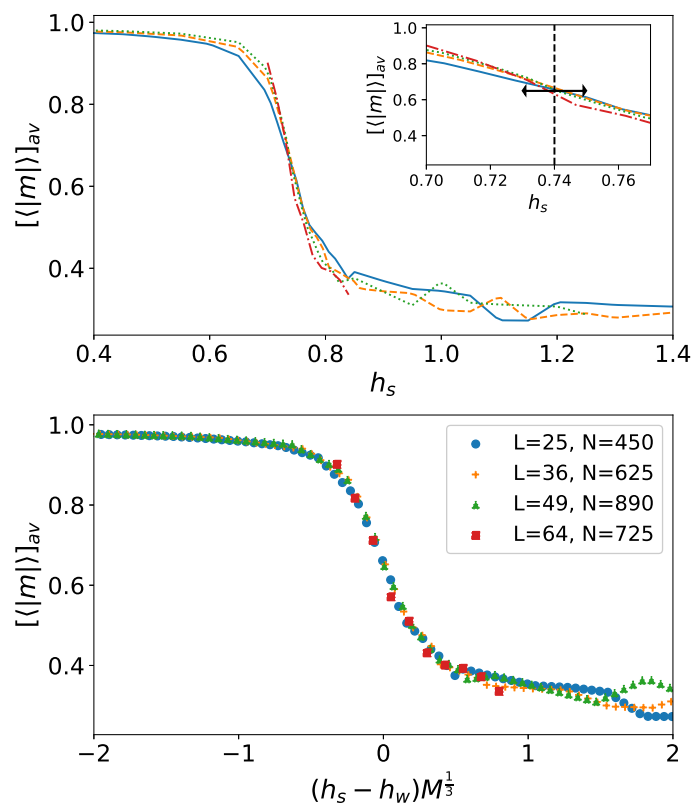 1.0
0.8
0.6
0.4
[⟨|m|⟩]av
0.4 0.6 0.8 1.0 1.2 1.4
hs
0.8
0.6
0.4
[⟨|m|⟩]av
0.70 0.72 0.74 0.76
hs
1.0
0.8
0.6
0.4
[⟨|m|⟩]av
L=25, N=450
L=36, N=625
L=49, N=890
L=64, N=725
−2 −1 0 1 2
(hs − hw)M^1/3